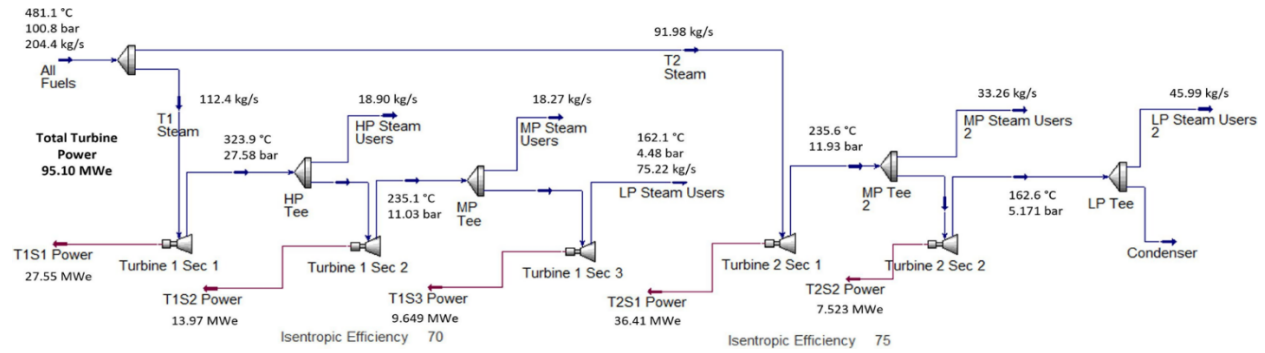 481.1 °C
100.8 bar
204.4 kg/s
All
Fuels
91.98 kg/s
T2
Steam
112.4 kg/s
T1
Steam
Total Turbine
Power
95.10 MWe
323.9 °C
27.58 bar
18.90 kg/s
HP Steam
Users
HP
Tee
18.27 kg/s
MP Steam
Users
235.1 °C
11.03 bar
MP
Tee
162.1 °C
4.48 bar
75.22 kg/s
LP Steam Users
235.6 °C
11.93 bar
33.26 kg/s
MP Steam Users
2
MP Tee
2
45.99 kg/s
LP Steam Users
2
162.6 °C
5.171 bar
LP Tee
Condenser
T1S1 Power
27.55 MWe
Turbine 1 Sec 1
T1S2 Power
13.97 MWe
Turbine 1 Sec 2
T1S3 Power
9.649 MWe
Turbine 1 Sec 3
T2S1 Power
36.41 MWe
Turbine 2 Sec 1
T2S2 Power
7.523 MWe
Turbine 2 Sec 2
Isentropic Efficiency 70
Isentropic Efficiency 75